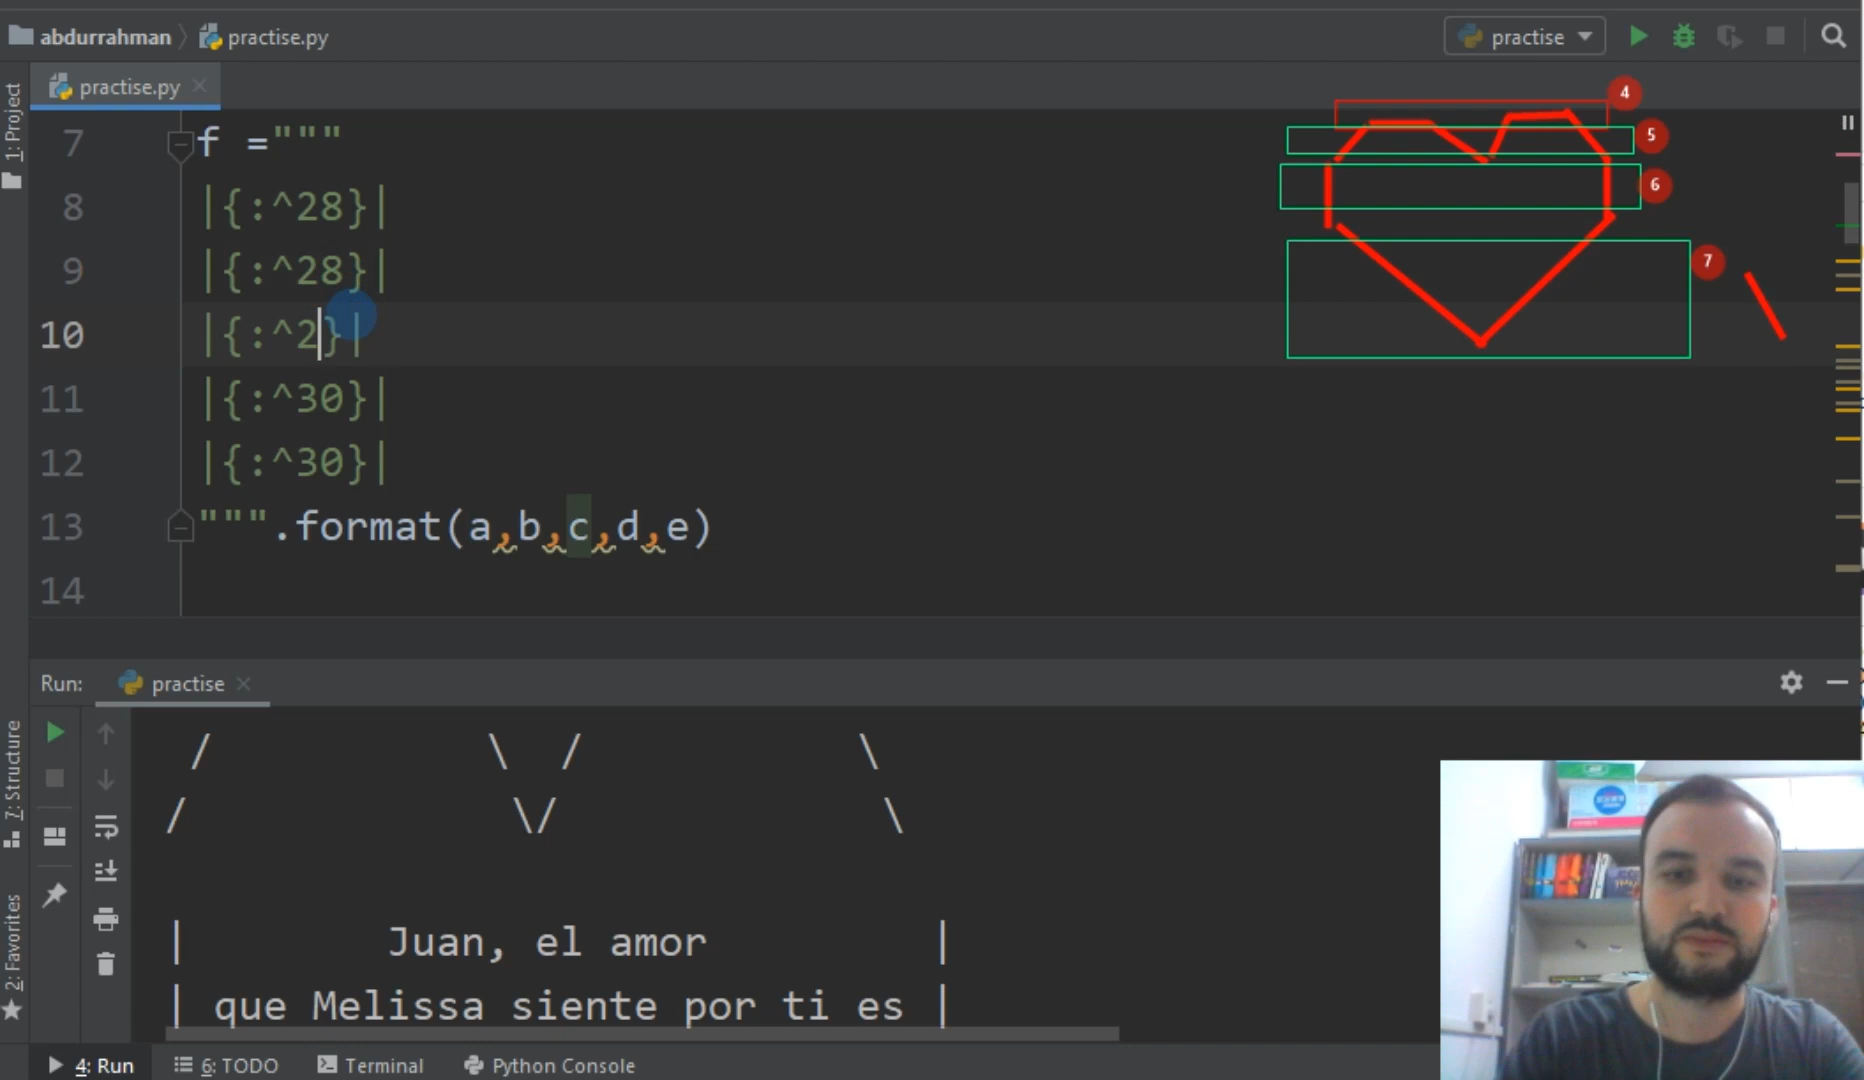 abdurrahman
practise.py
practise
practise.py
1: Project
7 f ="""
8 |{:^28}|
9 |{:^28}|
10 |{:^2}|
11 |{:^30}|
12 |{:^30}|
13 """.format(a,b,c,d,e)
14
4
5
6
7
Run: practise
/ \ / \
/ \/ \
| Juan, el amor |
| que Melissa siente por ti es |
7: Structure
2: Favorites
4: Run
6: TODO
Terminal
Python Console